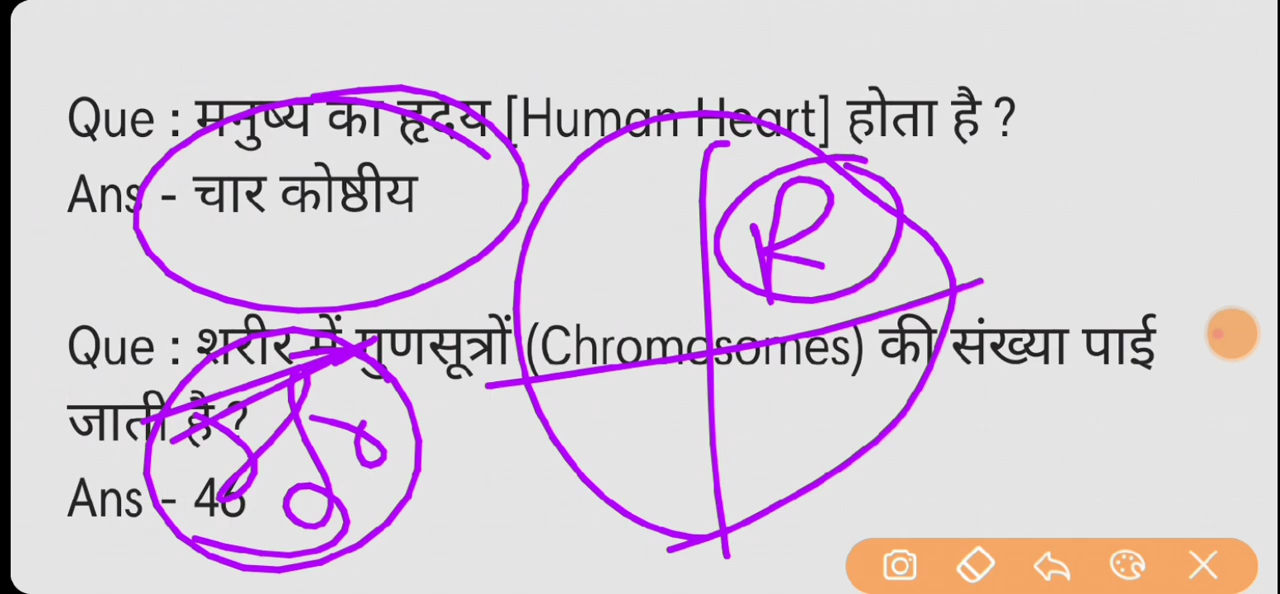 Que : मनुष्य का हृदय [Human Heart] होता है ?
Ans - चार कोष्ठीय
R
Que : शरीर में गुणसूत्रों (Chromosomes) की संख्या पाई
जाती है ?
Ans - 46